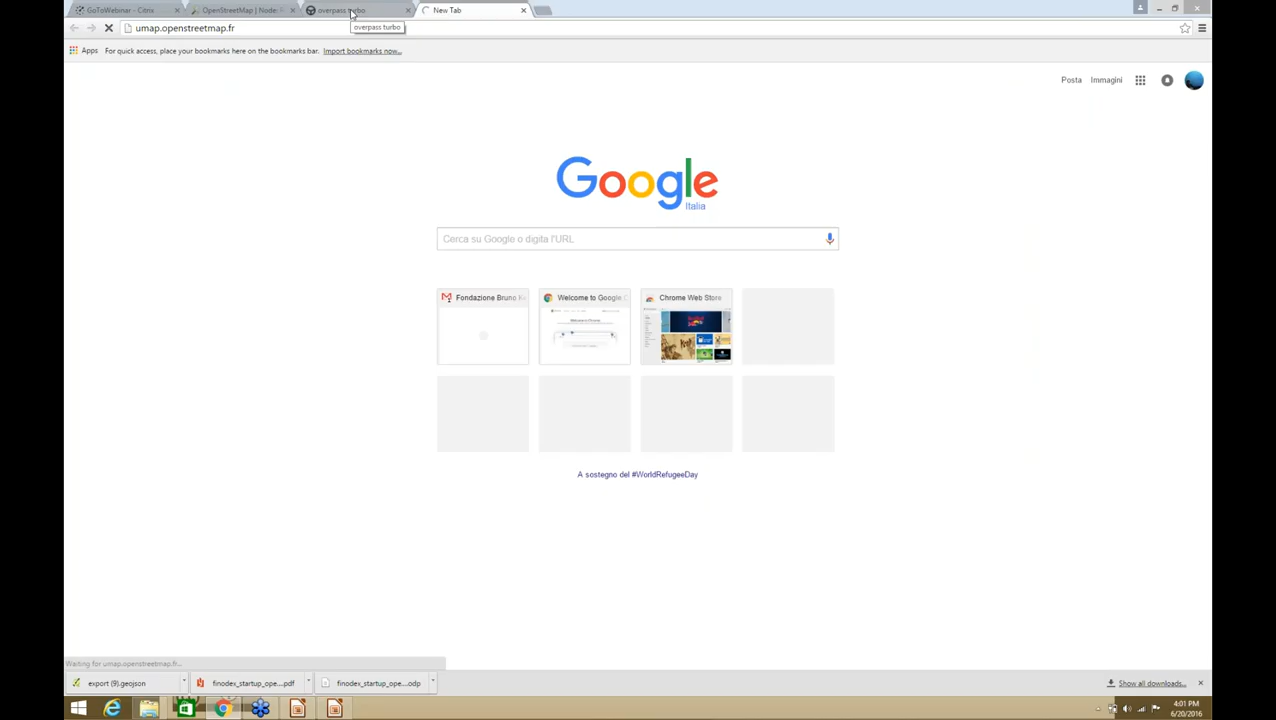 GoToWebinar - Citrix
OpenStreetMap | Node: R
overpass turbo
New Tab
umap.openstreetmap.fr
overpass turbo
Apps
For quick access, place your bookmarks here on the bookmarks bar. Import bookmarks now...
Posta
Immagini
Google
Italia
Cerca su Google o digita l'URL
Fondazione Bruno Ke
Welcome to Google
Chrome Web Store
A sostegno del #WorldRefugeeDay
Waiting for umap.openstreetmap.fr...
export (9).geojson
finodex_startup_ope....pdf
finodex_startup_ope....odp
Show all downloads...
4:01 PM
6/20/2016